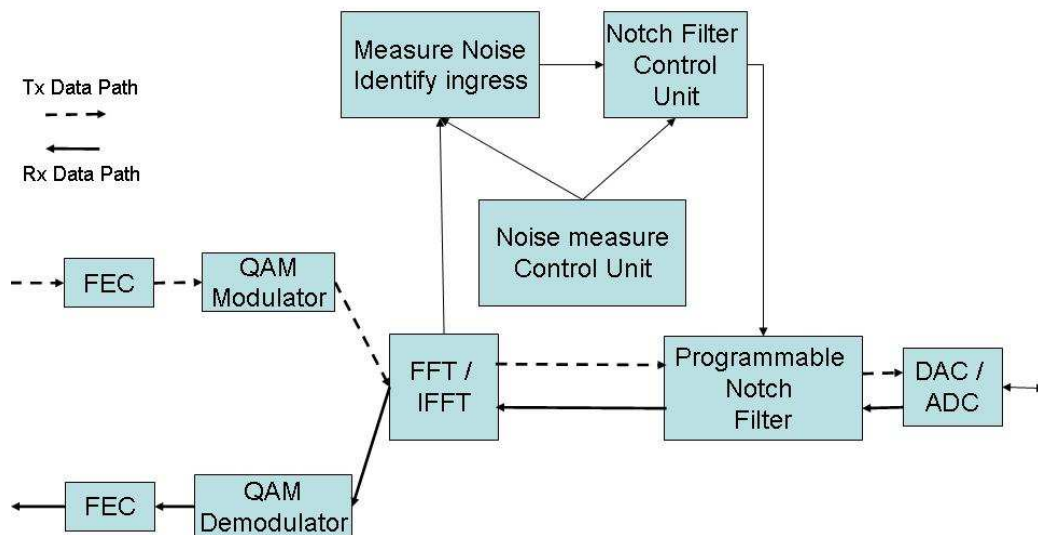 Measure Noise
Identify ingress
Notch Filter
Control
Unit
Tx Data Path
Rx Data Path
Noise measure
Control Unit
FEC
QAM
Modulator
FFT /
IFFT
Programmable
Notch
Filter
DAC /
ADC
FEC
QAM
Demodulator